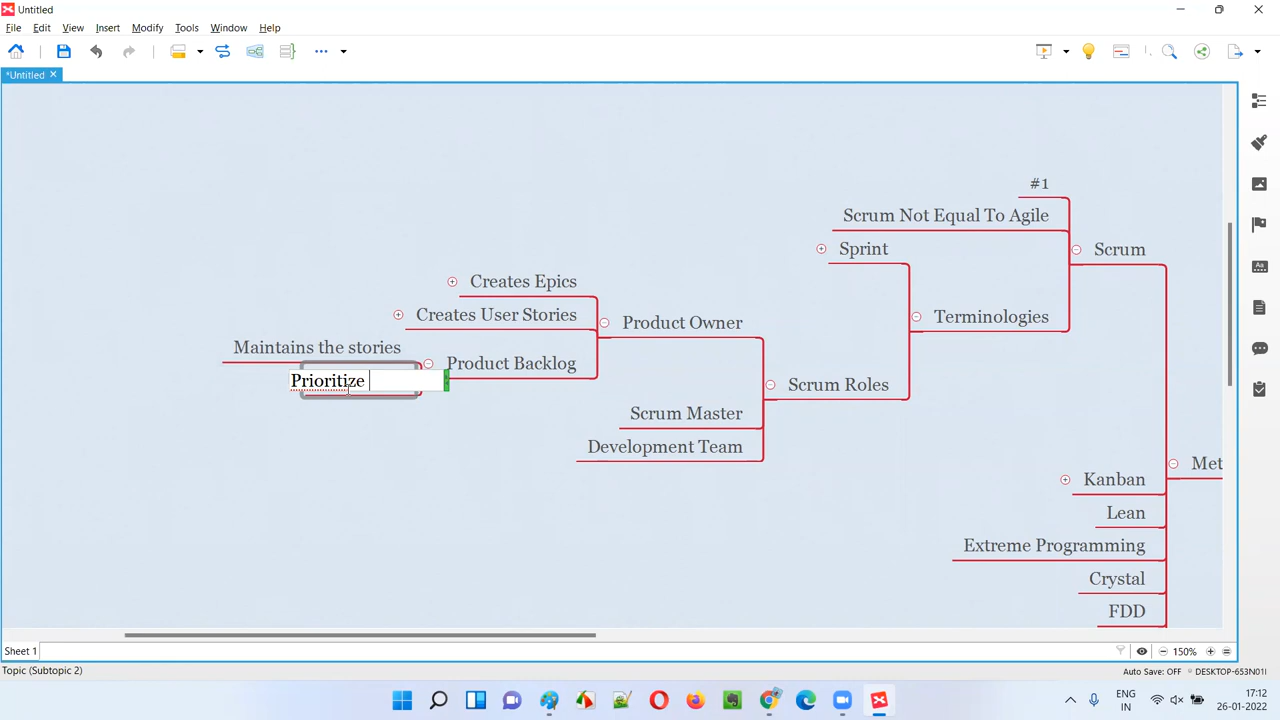 Untitled
File Edit View Insert Modify Tools Window Help
*Untitled
#1
Scrum Not Equal To Agile
Sprint
Scrum
Creates Epics
Creates User Stories
Product Owner
Terminologies
Maintains the stories
Product Backlog
Prioritize
Scrum Roles
Scrum Master
Development Team
Met
Kanban
Lean
Extreme Programming
Crystal
FDD
Sheet 1
150%
Topic (Subtopic 2)
Auto Save: OFF
DESKTOP-653N01I
ENG
IN
17:12
26-01-2022